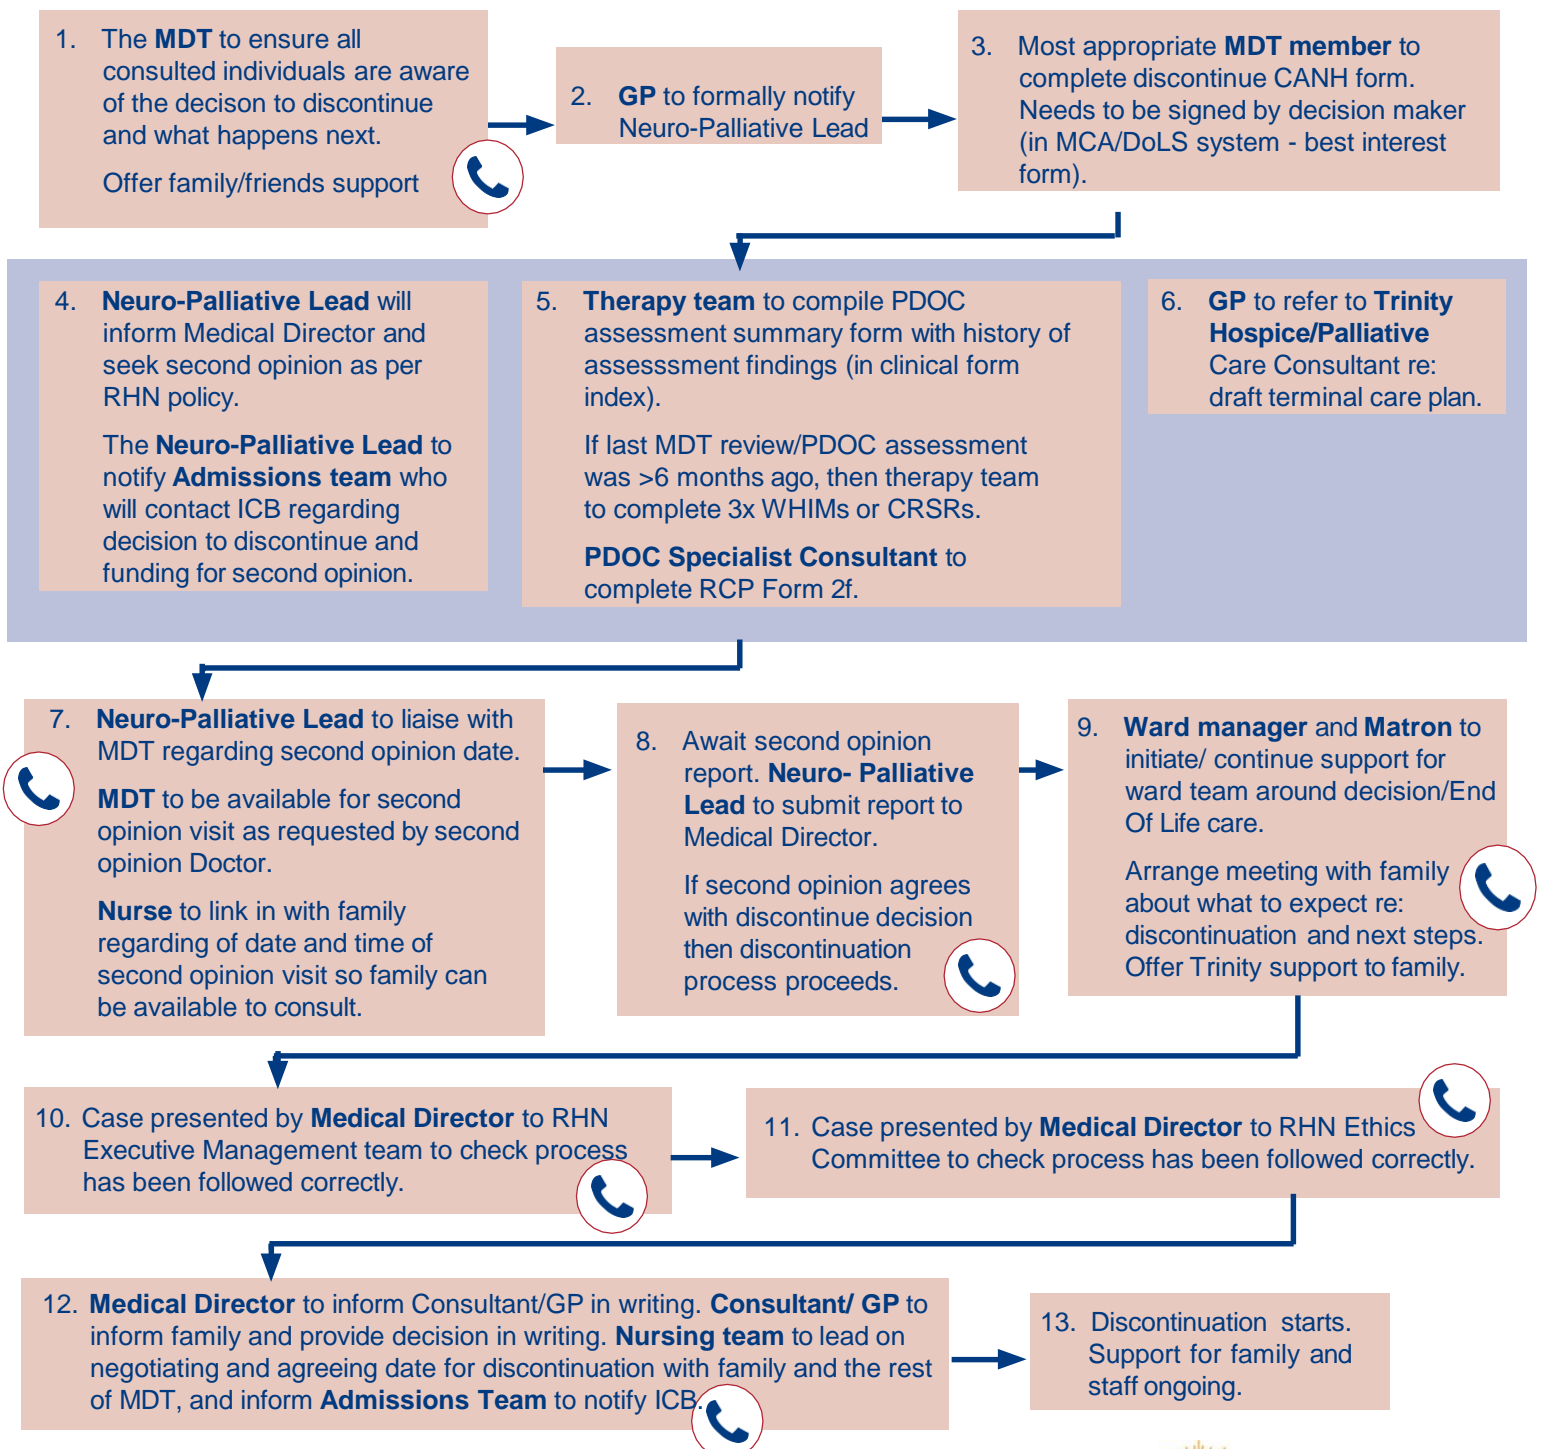 1. The MDT to ensure all
consulted individuals are aware
of the decison to discontinue
and what happens next.
Offer family/friends support
2. GP to formally notify
Neuro-Palliative Lead
3. Most appropriate MDT member to
complete discontinue CANH form.
Needs to be signed by decision maker
(in MCA/DoLS system - best interest
form).
4. Neuro-Palliative Lead will
inform Medical Director and
seek second opinion as per
RHN policy.
The Neuro-Palliative Lead to
notify Admissions team who
will contact ICB regarding
decision to discontinue and
funding for second opinion.
5. Therapy team to compile PDOC
assessment summary form with history of
assesssment findings (in clinical form
index).
If last MDT review/PDOC assessment
was >6 months ago, then therapy team
to complete 3x WHIMs or CRSRs.
PDOC Specialist Consultant to
complete RCP Form 2f.
6. GP to refer to Trinity
Hospice/Palliative
Care Consultant re:
draft terminal care plan.
7. Neuro-Palliative Lead to liaise with
MDT regarding second opinion date.
MDT to be available for second
opinion visit as requested by second
opinion Doctor.
Nurse to link in with family
regarding of date and time of
second opinion visit so family can
be available to consult.
8. Await second opinion
report. Neuro- Palliative
Lead to submit report to
Medical Director.
If second opinion agrees
with discontinue decision
then discontinuation
process proceeds.
9. Ward manager and Matron to
initiate/ continue support for
ward team around decision/End
Of Life care.
Arrange meeting with family
about what to expect re:
discontinuation and next steps.
Offer Trinity support to family.
10. Case presented by Medical Director to RHN
Executive Management team to check process
has been followed correctly.
11. Case presented by Medical Director to RHN Ethics
Committee to check process has been followed correctly.
12. Medical Director to inform Consultant/GP in writing. Consultant/ GP to
inform family and provide decision in writing. Nursing team to lead on
negotiating and agreeing date for discontinuation with family and the rest
of MDT, and inform Admissions Team to notify ICB.
13. Discontinuation starts.
Support for family and
staff ongoing.